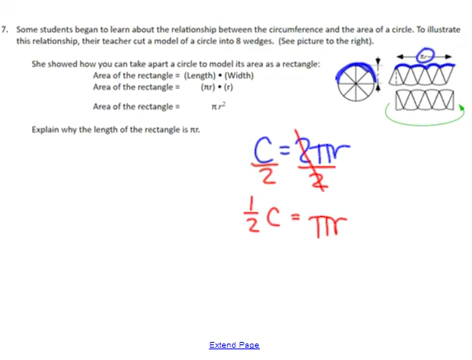 7. Some students began to learn about the relationship between the circumference and the area of a circle. To illustrate
this relationship, their teacher cut a model of a circle into 8 wedges. (See picture to the right).
She showed how you can take apart a circle to model its area as a rectangle:
Area of the rectangle = (Length) • (Width)
Area of the rectangle = (πr) • (r)
Area of the rectangle = πr²
Explain why the length of the rectangle is πr.
C/2 = 2πr/2
1/2 C = πr
Extend Page